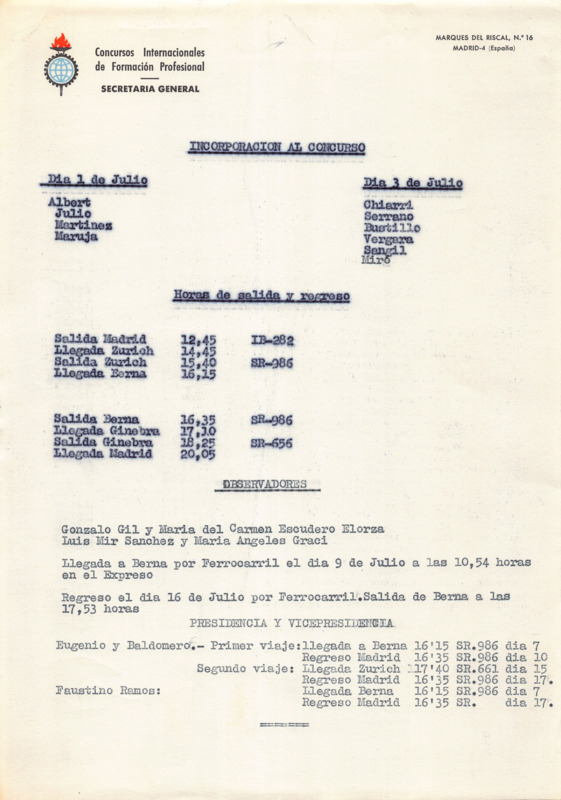 Concursos Internacionales
de Formación Profesional
SECRETARIA GENERAL
MARQUES DEL RISCAL, N.º 16
MADRID-4 (España)
INCORPORACION AL CONCURSO
Dia 1 de Julio
Albert
Julio
Martinez
Maruja
Dia 3 de Julio
Chiarri
Serrano
Bustillo
Vergara
Sangil
Miró
Horas de salida y regreso
Salida Madrid 12,45 IB-282
Llegada Zurich 14,45
Salida Zurich 15,40 SR-986
Llegada Berna 16,15
Salida Berna 16,35 SR-986
Llegada Ginebra 17,10
Salida Ginebra 18,25 SR-656
Llegada Madrid 20,05
OBSERVADORES
Gonzalo Gil y Maria del Carmen Escudero Elorza
Luis Mir Sanchez y Maria Angeles Graci
Llegada a Berna por Ferrocarril el dia 9 de Julio a las 10,54 horas
en el Expreso
Regreso el dia 16 de Julio por Ferrocarril.Salida de Berna a las
17,53 horas
PRESIDENCIA Y VICEPRESIDENCIA
Eugenio y Baldomero.- Primer viaje:llegada a Berna 16'15 SR.986 dia 7
Regreso Madrid 16'35 SR.986 dia 10
Segundo viaje: Llegada Zurich 17'40 SR.661 dia 15
Regreso Madrid 16'35 SR.986 dia 17.
Faustino Ramos: Llegada Berna 16'15 SR.986 dia 7
Regreso Madrid 16'35 SR. dia 17.